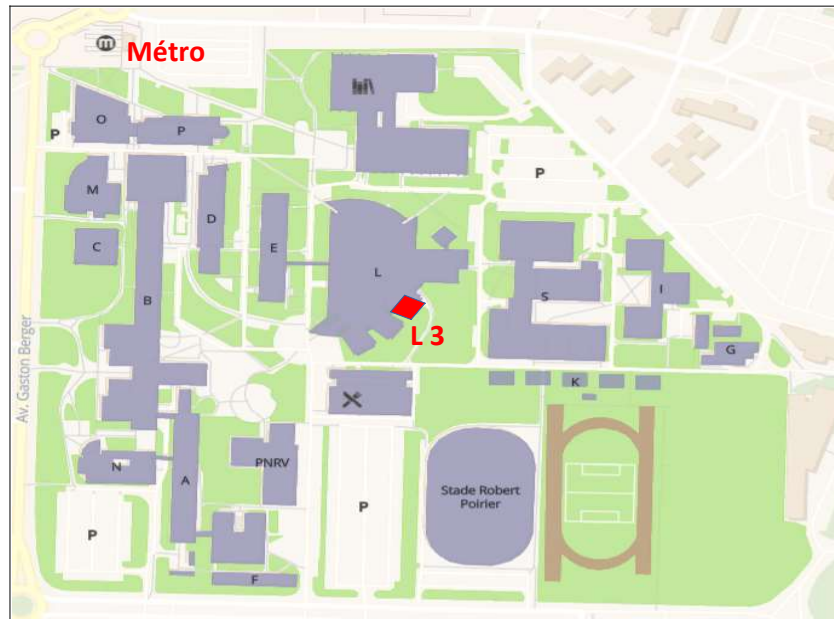 m Métro
O
P
P
M
P
D
C
E
L
B
S
I
L 3
G
Av. Gaston Berger
K
N
A
PNRV
Stade Robert
Poirier
P
P
F